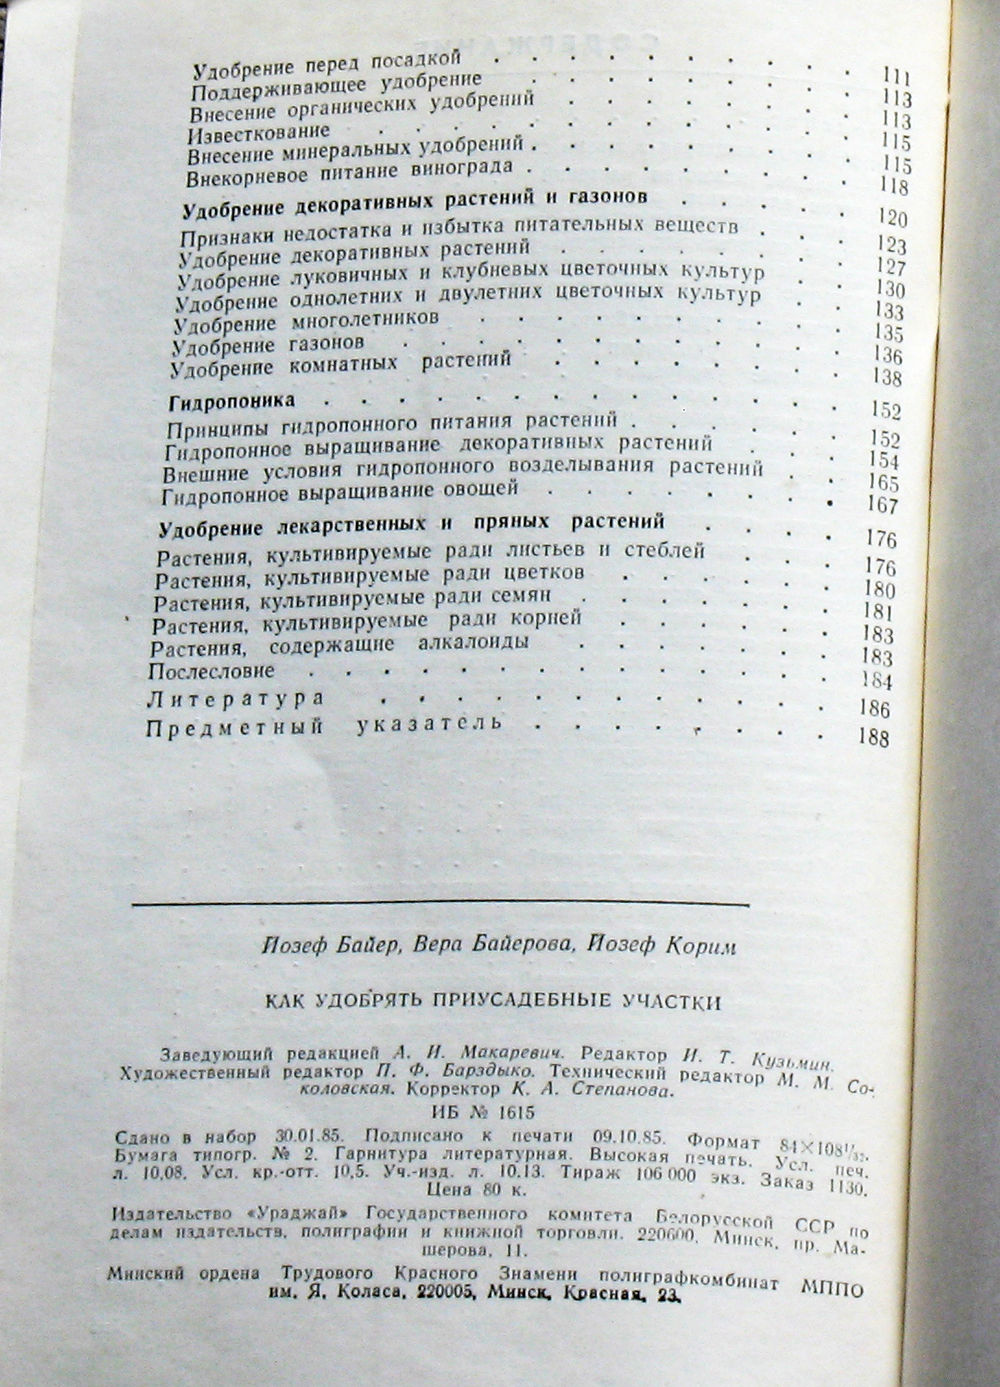 Удобрение перед посадкой . . . . . . . . . . 111
Поддерживающее удобрение . . . . . . . . . 113
Внесение органических удобрений . . . . . . . . 113
Известкование . . . . . . . . . . . . 115
Внесение минеральных удобрений . . . . . . . . . 115
Внекорневое питание винограда . . . . . . . . . 118
Удобрение декоративных растений и газонов . . . . . 120
Признаки недостатка и избытка питательных веществ . . . 123
Удобрение декоративных растений . . . . . . . . 127
Удобрение луковичных и клубневых цветочных культур . . 130
Удобрение однолетних и двулетних цветочных культур . . 133
Удобрение многолетников . . . . . . . . . . 135
Удобрение газонов . . . . . . . . . . . . 136
Удобрение комнатных растений . . . . . . . . 138
Гидропоника . . . . . . . . . . . . . . 152
Принципы гидропонного питания растений . . . . . . 152
Гидропонное выращивание декоративных растений . . . 154
Внешние условия гидропонного возделывания растений . . 165
Гидропонное выращивание овощей . . . . . . . . 167
Удобрение лекарственных и пряных растений . . . . 176
Растения, культивируемые ради листьев и стеблей . . . 176
Растения, культивируемые ради цветков . . . . . . 180
Растения, культивируемые ради семян . . . . . . . 181
Растения, культивируемые ради корней . . . . . . 183
Растения, содержащие алкалоиды . . . . . . . 183
Послесловие . . . . . . . . . . . . . . 184
Литература . . . . . . . . . . . . 186
Предметный указатель . . . . . . . . 188
Йозеф Байер, Вера Байерова, Йозеф Корим
КАК УДОБРЯТЬ ПРИУСАДЕБНЫЕ УЧАСТКИ
Заведующий редакцией А. И. Макаревич. Редактор И. Т. Кузьмин.
Художественный редактор П. Ф. Барздыко. Технический редактор М. М. Со-
коловская. Корректор К. А. Степанова.
ИБ № 1615
Сдано в набор 30.01.85. Подписано к печати 09.10.85. Формат 84×108¹/₃₂.
Бумага типогр. № 2. Гарнитура литературная. Высокая печать. Усл. печ.
л. 10,08. Усл. кр.-отт. 10,5. Уч.-изд. л. 10,13. Тираж 106 000 экз. Заказ 1130.
Цена 80 к.
Издательство «Ураджай» Государственного комитета Белорусской ССР по
делам издательств, полиграфии и книжной торговли. 220600, Минск, пр. Ма-
шерова, 11.
Минский ордена Трудового Красного Знамени полиграфкомбинат МППО
им. Я. Коласа. 220005, Минск, Красная, 23.